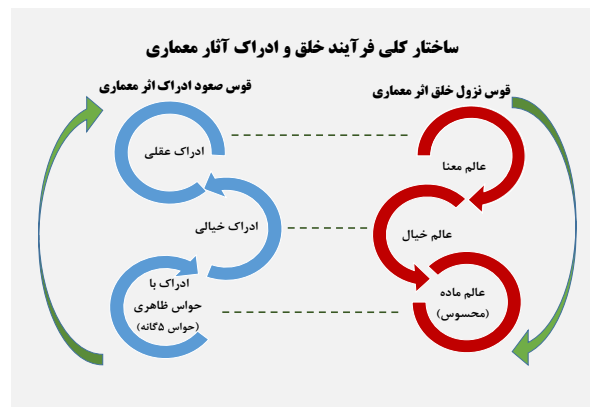 ساختار کلی فرآیند خلق و ادراک آثار معماری
قوس نزول خلق اثر معماری
قوس صعود ادراک اثر معماری
عالم معنا
ادراک عقلی
عالم خیال
ادراک خیالی
عالم ماده
(محسوس)
ادراک با
حواس ظاهری
(حواس ۵گانه)